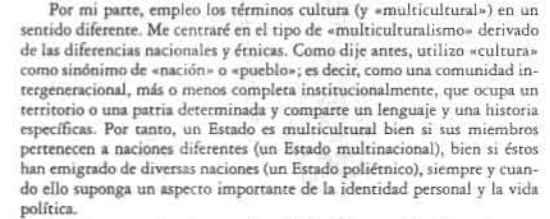 Por mi parte, empleo los términos cultura (y «multicultural») en un
sentido diferente. Me centraré en el tipo de «multiculturalismo» derivado
de las diferencias nacionales y étnicas. Como dije antes, utilizo «cultura»
como sinónimo de «nación» o «pueblo»; es decir, como una comunidad in-
tergeneracional, más o menos completa institucionalmente, que ocupa un
territorio o una patria determinada y comparte un lenguaje y una historia
específicas. Por tanto, un Estado es multicultural bien si sus miembros
pertenecen a naciones diferentes (un Estado multinacional), bien si éstos
han emigrado de diversas naciones (un Estado poliétnico), siempre y cuan-
do ello suponga un aspecto importante de la identidad personal y la vida
política.